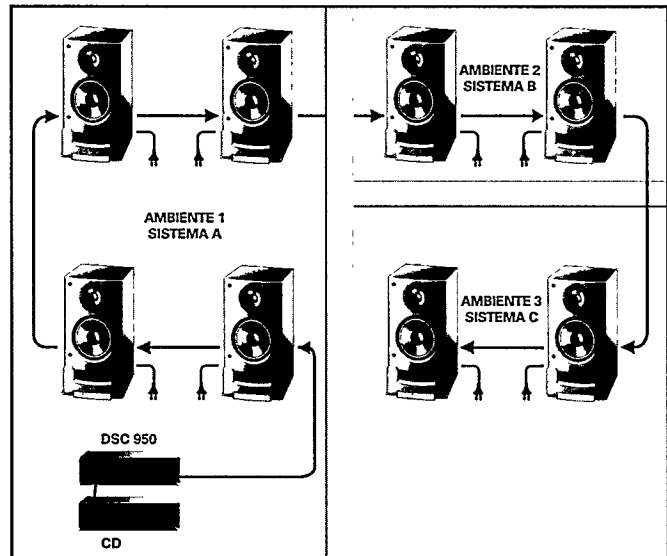 AMBIENTE 2
SISTEMA B
AMBIENTE 1
SISTEMA A
AMBIENTE 3
SISTEMA C
DSC 950
CD